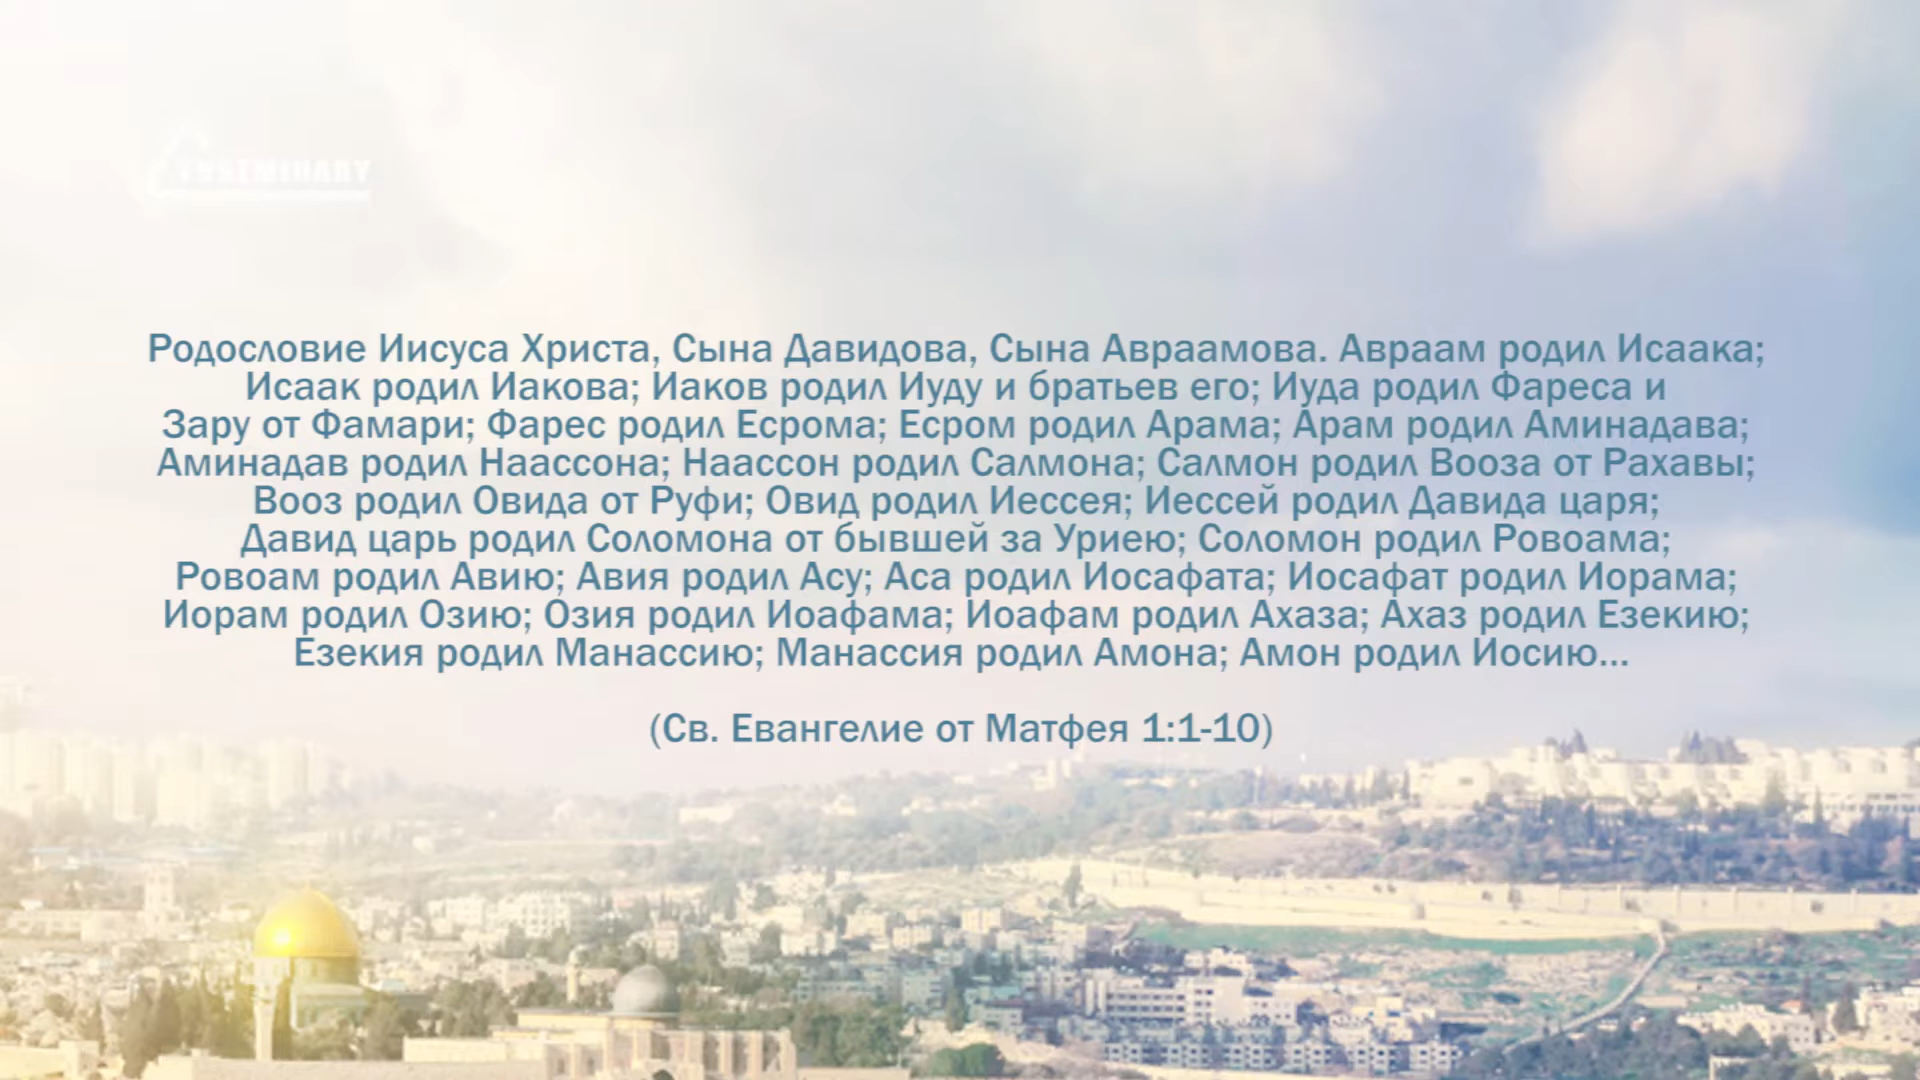 Родословие Иисуса Христа, Сына Давидова, Сына Авраамова. Авраам родил Исаака;
Исаак родил Иакова; Иаков родил Иуду и братьев его; Иуда родил Фареса и
Зару от Фамари; Фарес родил Есрома; Есром родил Арама; Арам родил Аминадава;
Аминадав родил Наассона; Наассон родил Салмона; Салмон родил Вооза от Рахавы;
Вооз родил Овида от Руфи; Овид родил Иессея; Иессей родил Давида царя;
Давид царь родил Соломона от бывшей за Уриею; Соломон родил Ровоама;
Ровоам родил Авию; Авия родил Асу; Аса родил Иосафата; Иосафат родил Иорама;
Иорам родил Озию; Озия родил Иоафама; Иоафам родил Ахаза; Ахаз родил Езекию;
Езекия родил Манассию; Манассия родил Амона; Амон родил Иосию...
(Св. Евангелие от Матфея 1:1-10)